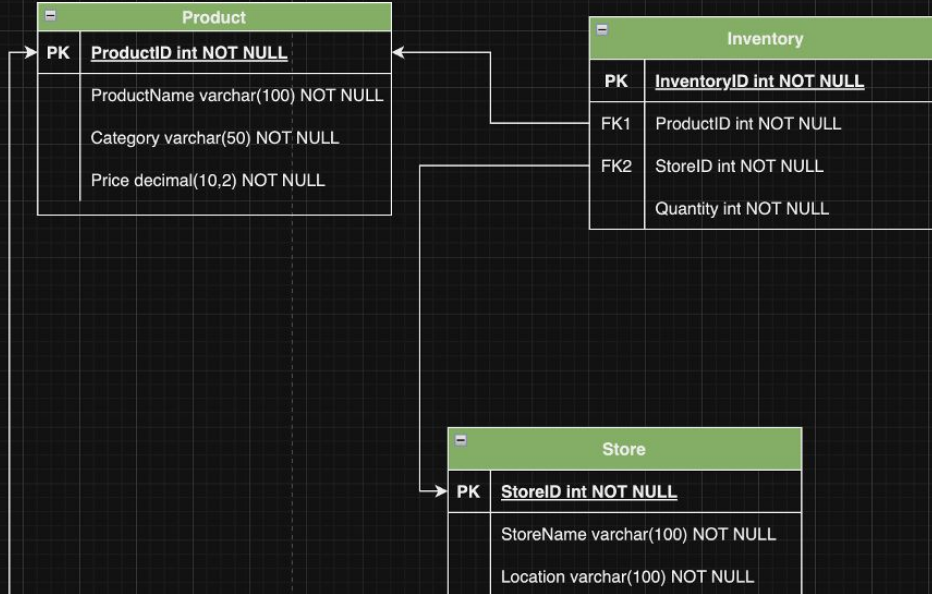 Product
PK ProductID int NOT NULL
ProductName varchar(100) NOT NULL
Category varchar(50) NOT NULL
Price decimal(10,2) NOT NULL
Inventory
PK InventoryID int NOT NULL
FK1 ProductID int NOT NULL
FK2 StoreID int NOT NULL
Quantity int NOT NULL
Store
PK StoreID int NOT NULL
StoreName varchar(100) NOT NULL
Location varchar(100) NOT NULL